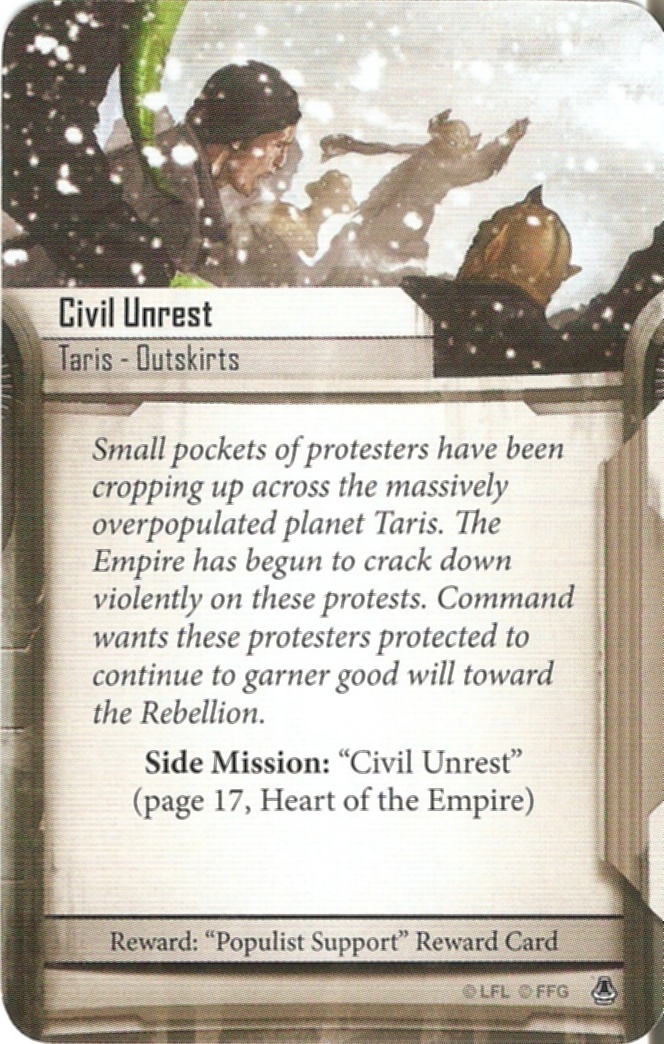 Civil Unrest
Taris - Outskirts
Small pockets of protesters have been
cropping up across the massively
overpopulated planet Taris. The
Empire has begun to crack down
violently on these protests. Command
wants these protesters protected to
continue to garner good will toward
the Rebellion.
Side Mission: “Civil Unrest”
(page 17, Heart of the Empire)
Reward: “Populist Support” Reward Card
© LFL © FFG